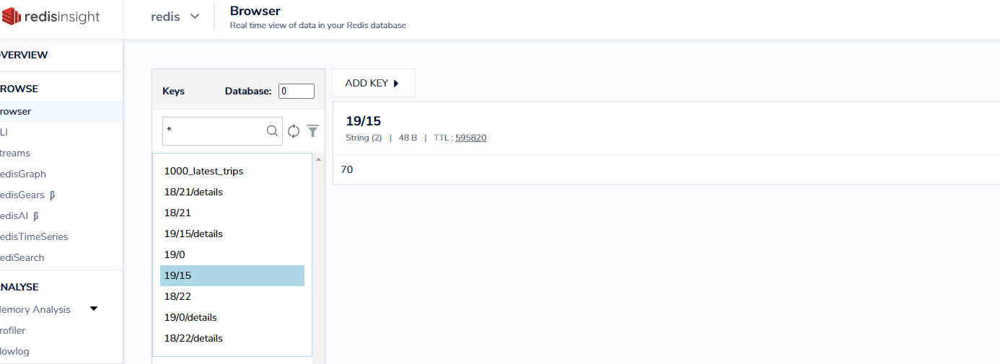 redisinsight
redis
Browser
Real time view of data in your Redis database
VERVIEW
ROWSE
rowser
LI
treams
edisGraph
edisGears β
edisAI β
edisTimeSeries
ediSearch
NALYSE
emory Analysis
rofiler
lowlog
Keys Database: 0
*
1000_latest_trips
18/21/details
18/21
19/15/details
19/0
19/15
18/22
19/0/details
18/22/details
ADD KEY
19/15
String (2) | 48 B | TTL : 595820
70